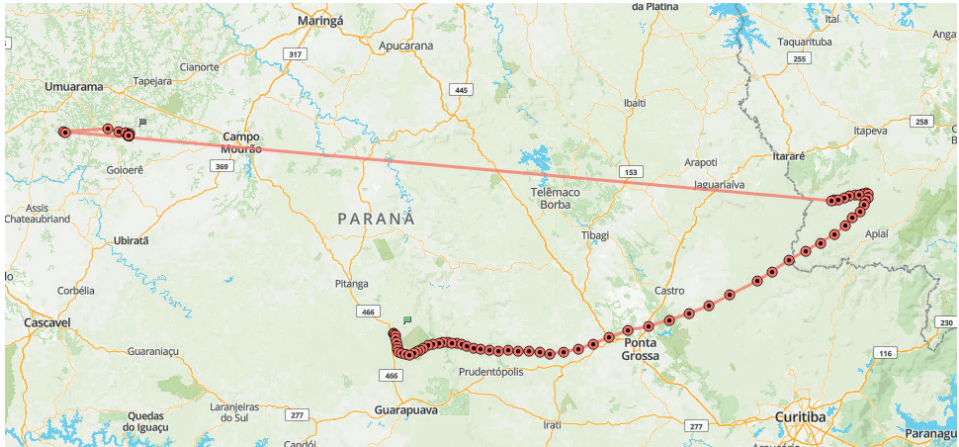 da Platina
Maringá
Itaí
Angat
Taquarituba
Cianorte
317
Apucarana
255
Tapejara
Umuarama
445
Ibaiti
258
Itapeva
Campo
Mourão
Itararé
Goioerê
369
153
Arapoti
Jaguariaíva
Telêmaco
Borba
Assis
Chateaubriand
PARANÁ
Tibagi
Apiaí
Ubiratã
Pitanga
Corbélia
Castro
466
Cascavel
230
Ponta
Grossa
Guaraniaçu
116
466
Prudentópolis
Laranjeiras
do Sul
Guarapuava
277
Quedas
do Iguaçu
Irati
277
Curitiba
Candói
Paranagu